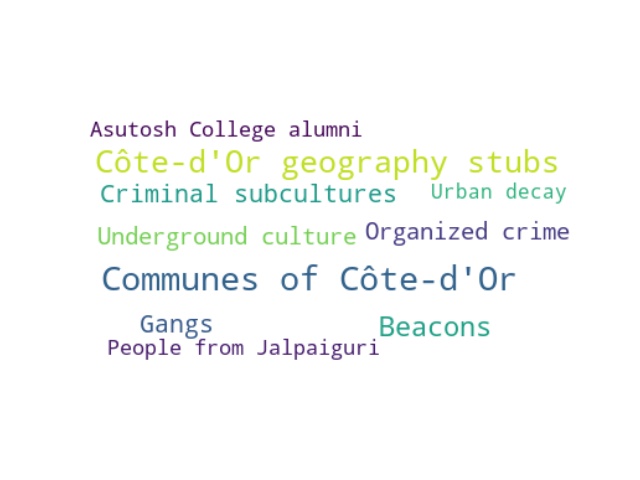 Asutosh College alumni
Côte-d'Or geography stubs
Criminal subcultures
Urban decay
Underground culture
Organized crime
Communes of Côte-d'Or
Gangs
Beacons
People from Jalpaiguri